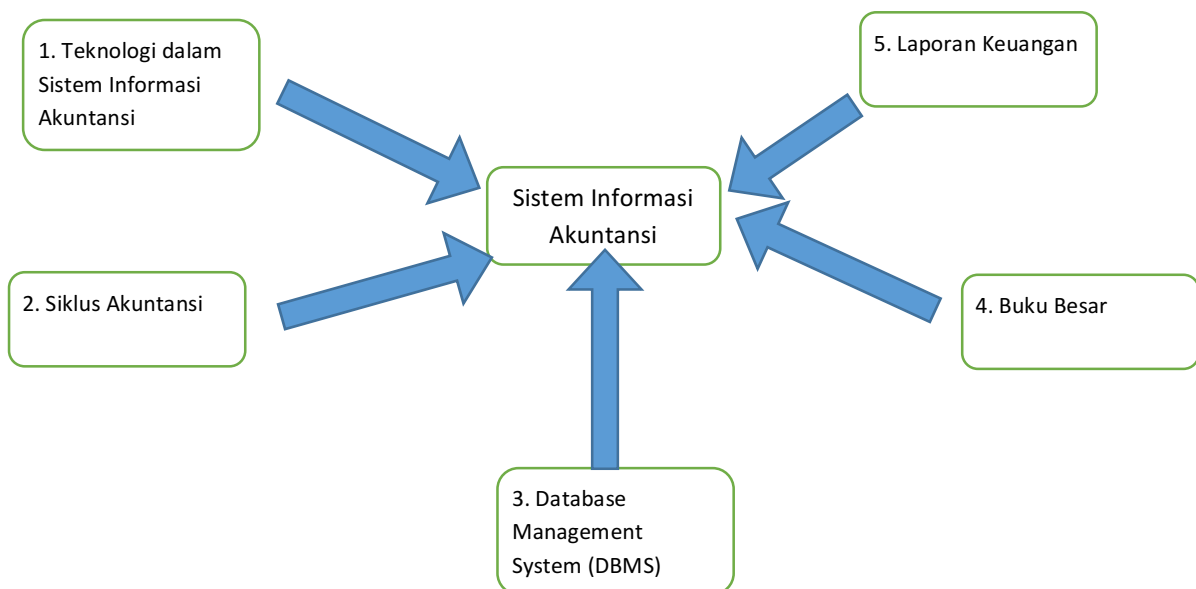 1. Teknologi dalam
Sistem Informasi
Akuntansi
5. Laporan Keuangan
Sistem Informasi
Akuntansi
2. Siklus Akuntansi
4. Buku Besar
3. Database
Management
System (DBMS)